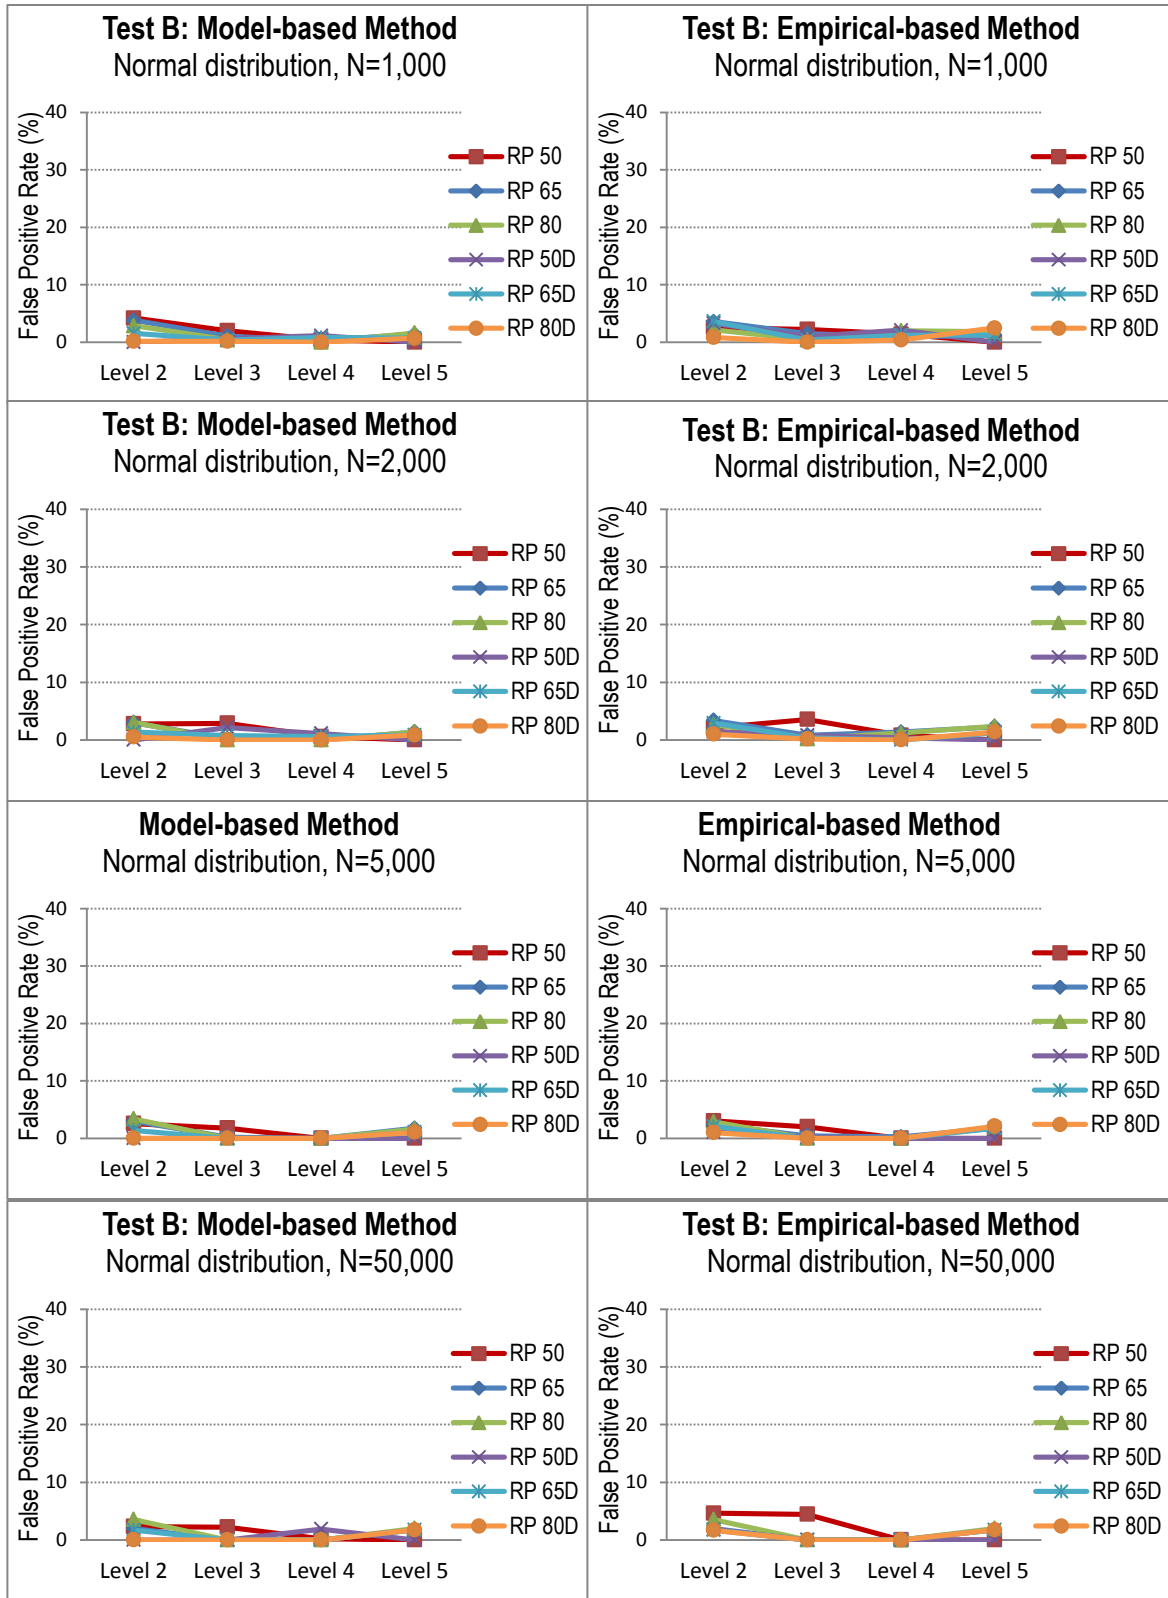 Test B: Model-based Method
Normal distribution, N=1,000
False Positive Rate (%)
40
30
20
10
0
Level 2 Level 3 Level 4 Level 5
RP 50
RP 65
RP 80
RP 50D
RP 65D
RP 80D
Test B: Empirical-based Method
Normal distribution, N=1,000
False Positive Rate (%)
40
30
20
10
0
Level 2 Level 3 Level 4 Level 5
RP 50
RP 65
RP 80
RP 50D
RP 65D
RP 80D
Test B: Model-based Method
Normal distribution, N=2,000
False Positive Rate (%)
40
30
20
10
0
Level 2 Level 3 Level 4 Level 5
RP 50
RP 65
RP 80
RP 50D
RP 65D
RP 80D
Test B: Empirical-based Method
Normal distribution, N=2,000
False Positive Rate (%)
40
30
20
10
0
Level 2 Level 3 Level 4 Level 5
RP 50
RP 65
RP 80
RP 50D
RP 65D
RP 80D
Model-based Method
Normal distribution, N=5,000
False Positive Rate (%)
40
30
20
10
0
Level 2 Level 3 Level 4 Level 5
RP 50
RP 65
RP 80
RP 50D
RP 65D
RP 80D
Empirical-based Method
Normal distribution, N=5,000
False Positive Rate (%)
40
30
20
10
0
Level 2 Level 3 Level 4 Level 5
RP 50
RP 65
RP 80
RP 50D
RP 65D
RP 80D
Test B: Model-based Method
Normal distribution, N=50,000
False Positive Rate (%)
40
30
20
10
0
Level 2 Level 3 Level 4 Level 5
RP 50
RP 65
RP 80
RP 50D
RP 65D
RP 80D
Test B: Empirical-based Method
Normal distribution, N=50,000
False Positive Rate (%)
40
30
20
10
0
Level 2 Level 3 Level 4 Level 5
RP 50
RP 65
RP 80
RP 50D
RP 65D
RP 80D